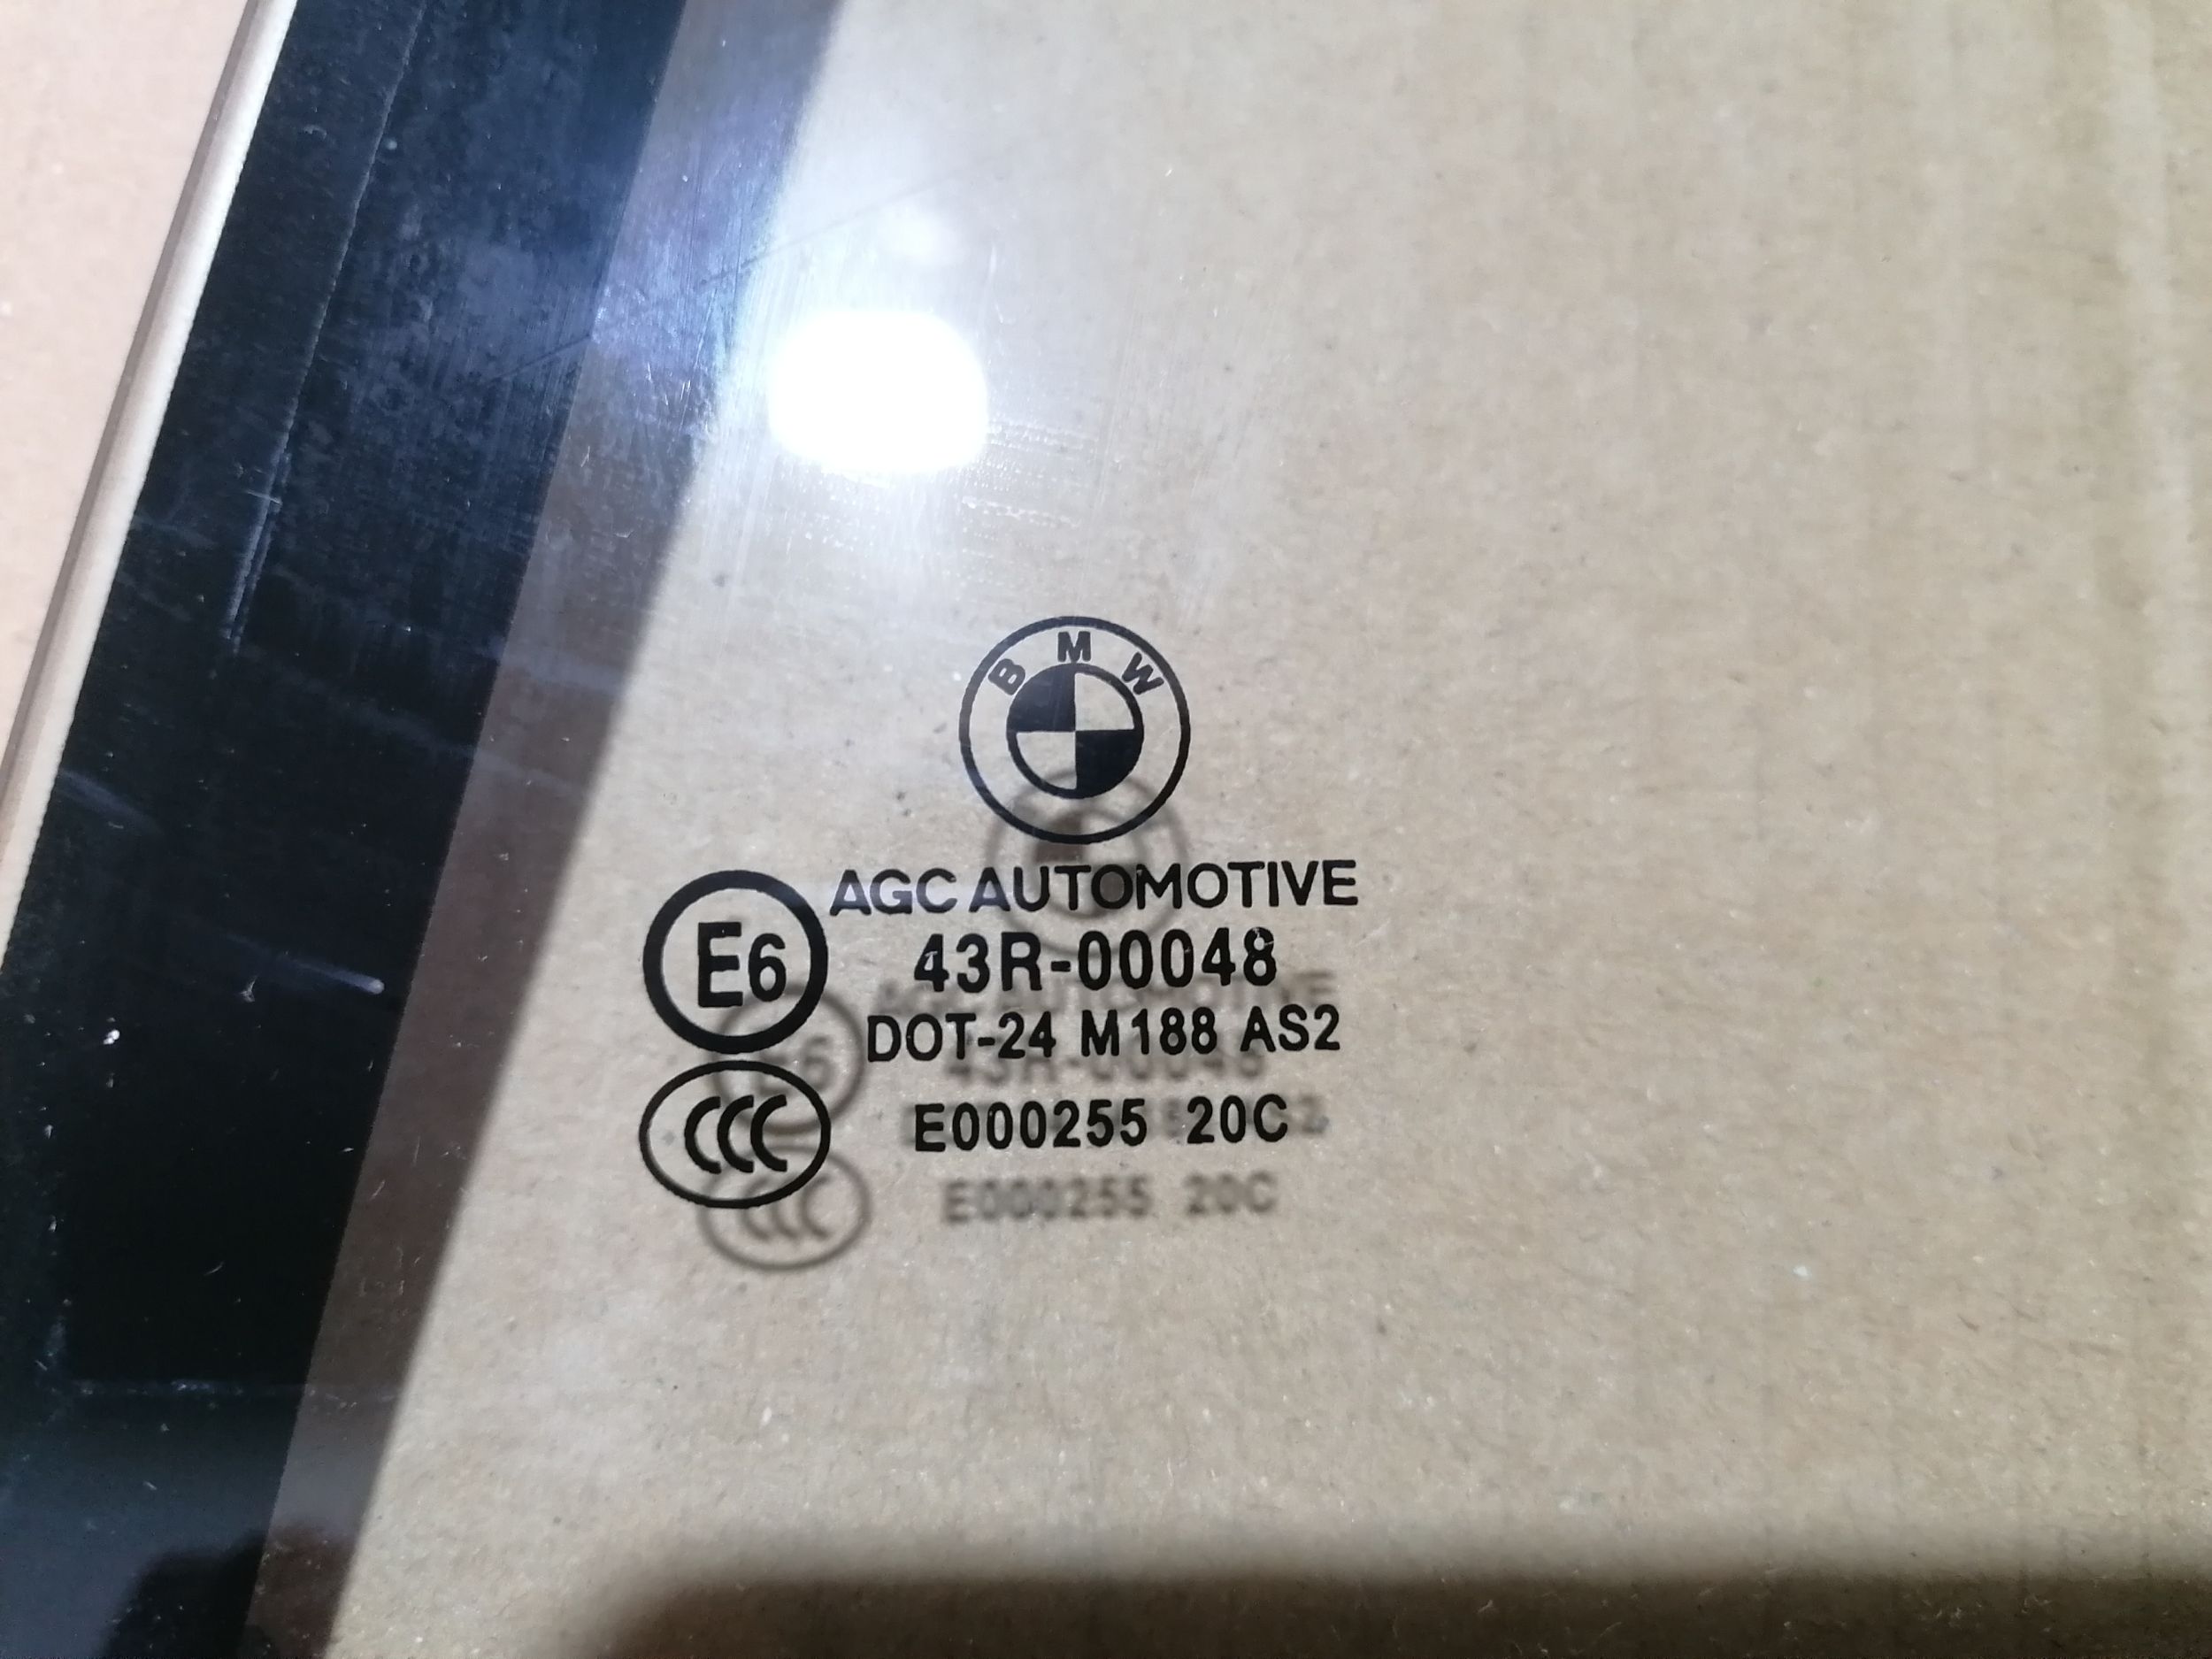 BMW
AGC AUTOMOTIVE
E6
43R-00048
DOT-24 M188 AS2
CCC
E000255 20C